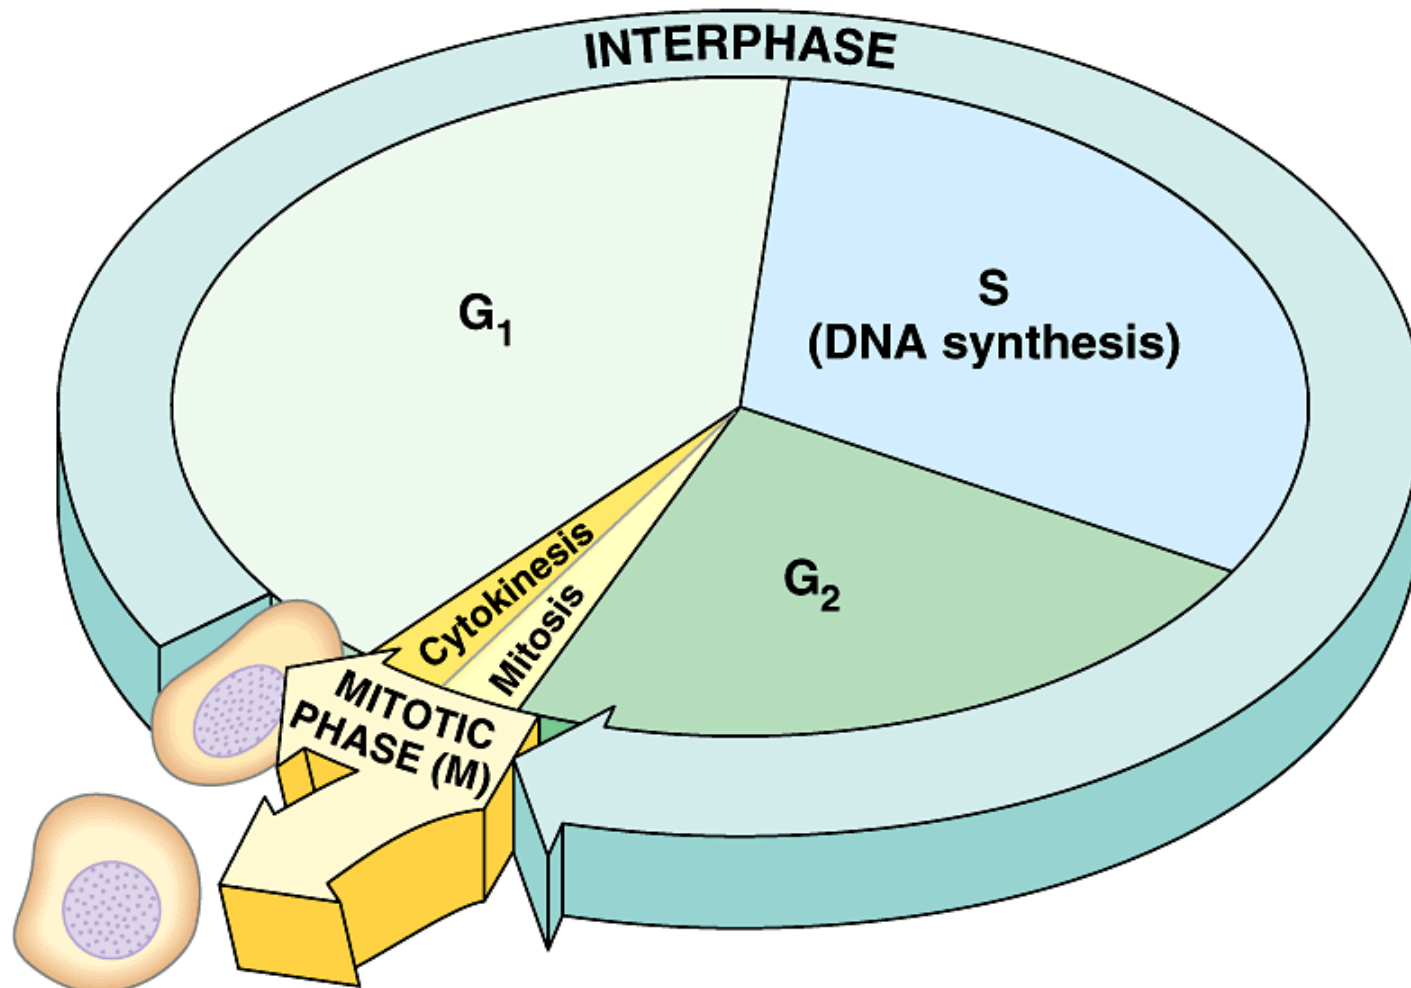 INTERPHASE
G₁
S
(DNA synthesis)
G₂
Cytokinesis
Mitosis
MITOTIC
PHASE (M)